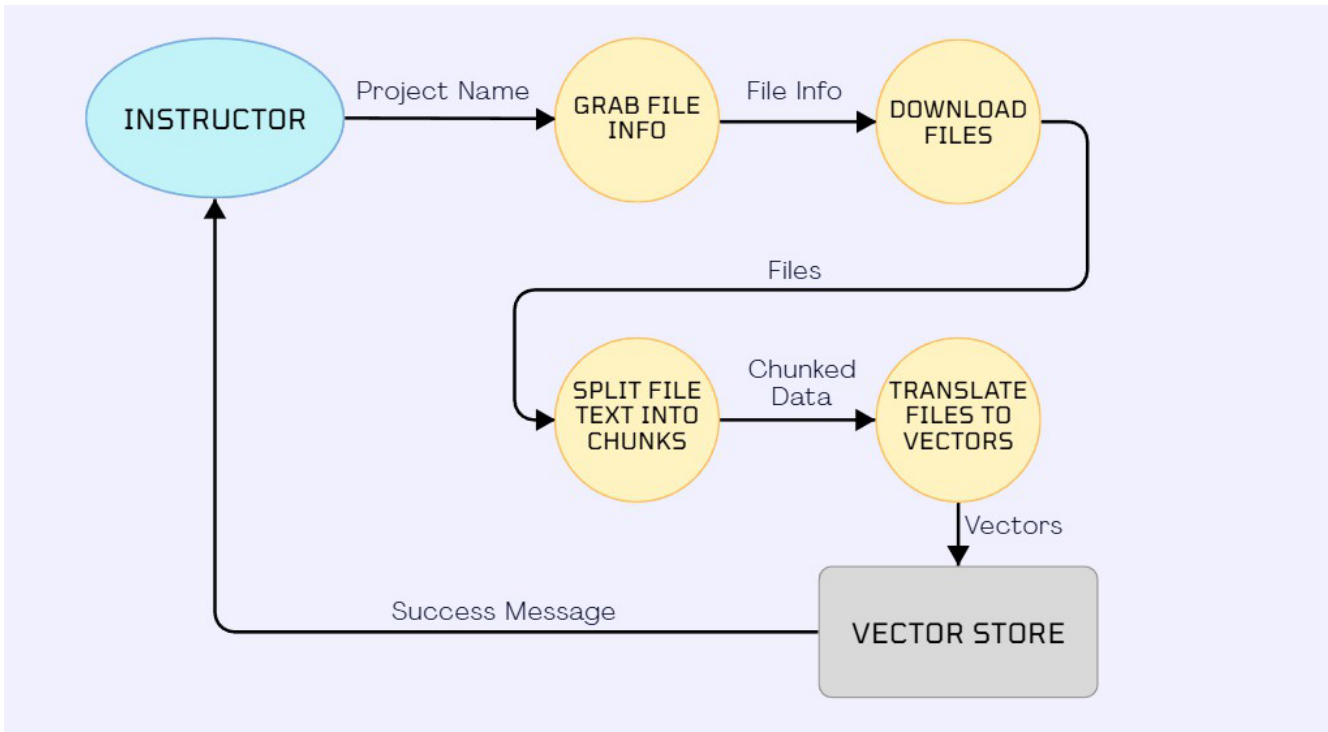 INSTRUCTOR
Project Name
GRAB FILE
INFO
File Info
DOWNLOAD
FILES
Files
SPLIT FILE
TEXT INTO
CHUNKS
Chunked
Data
TRANSLATE
FILES TO
VECTORS
Vectors
VECTOR STORE
Success Message